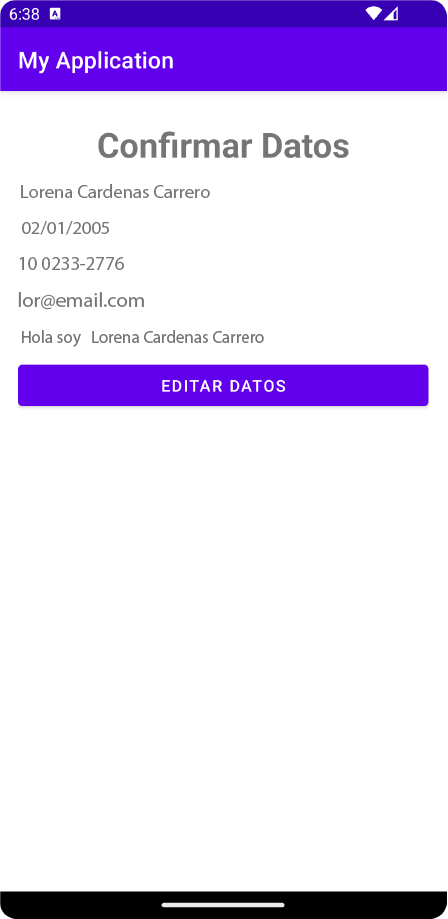 6:38
My Application
Confirmar Datos
Lorena Cardenas Carrero
02/01/2005
10 0233-2776
lor@email.com
Hola soy Lorena Cardenas Carrero
EDITAR DATOS